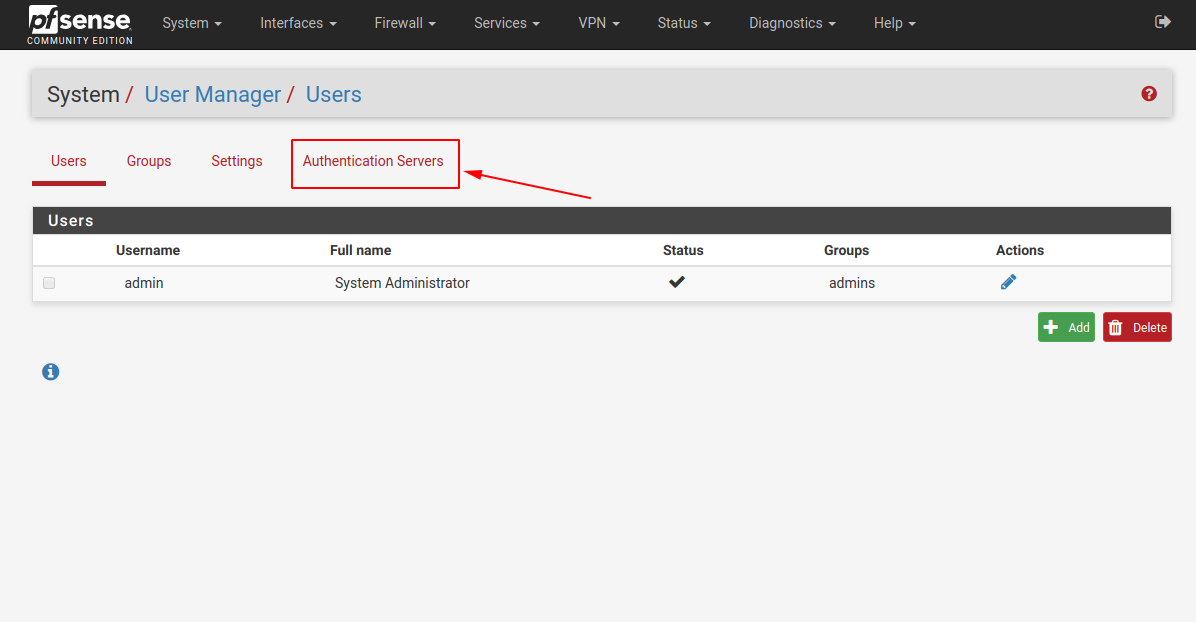 pfsense System Interfaces Firewall Services VPN Status Diagnostics Help
COMMUNITY EDITION
System / User Manager / Users
Users Groups Settings Authentication Servers
Users
Username Full name Status Groups Actions
admin System Administrator admins
Add Delete